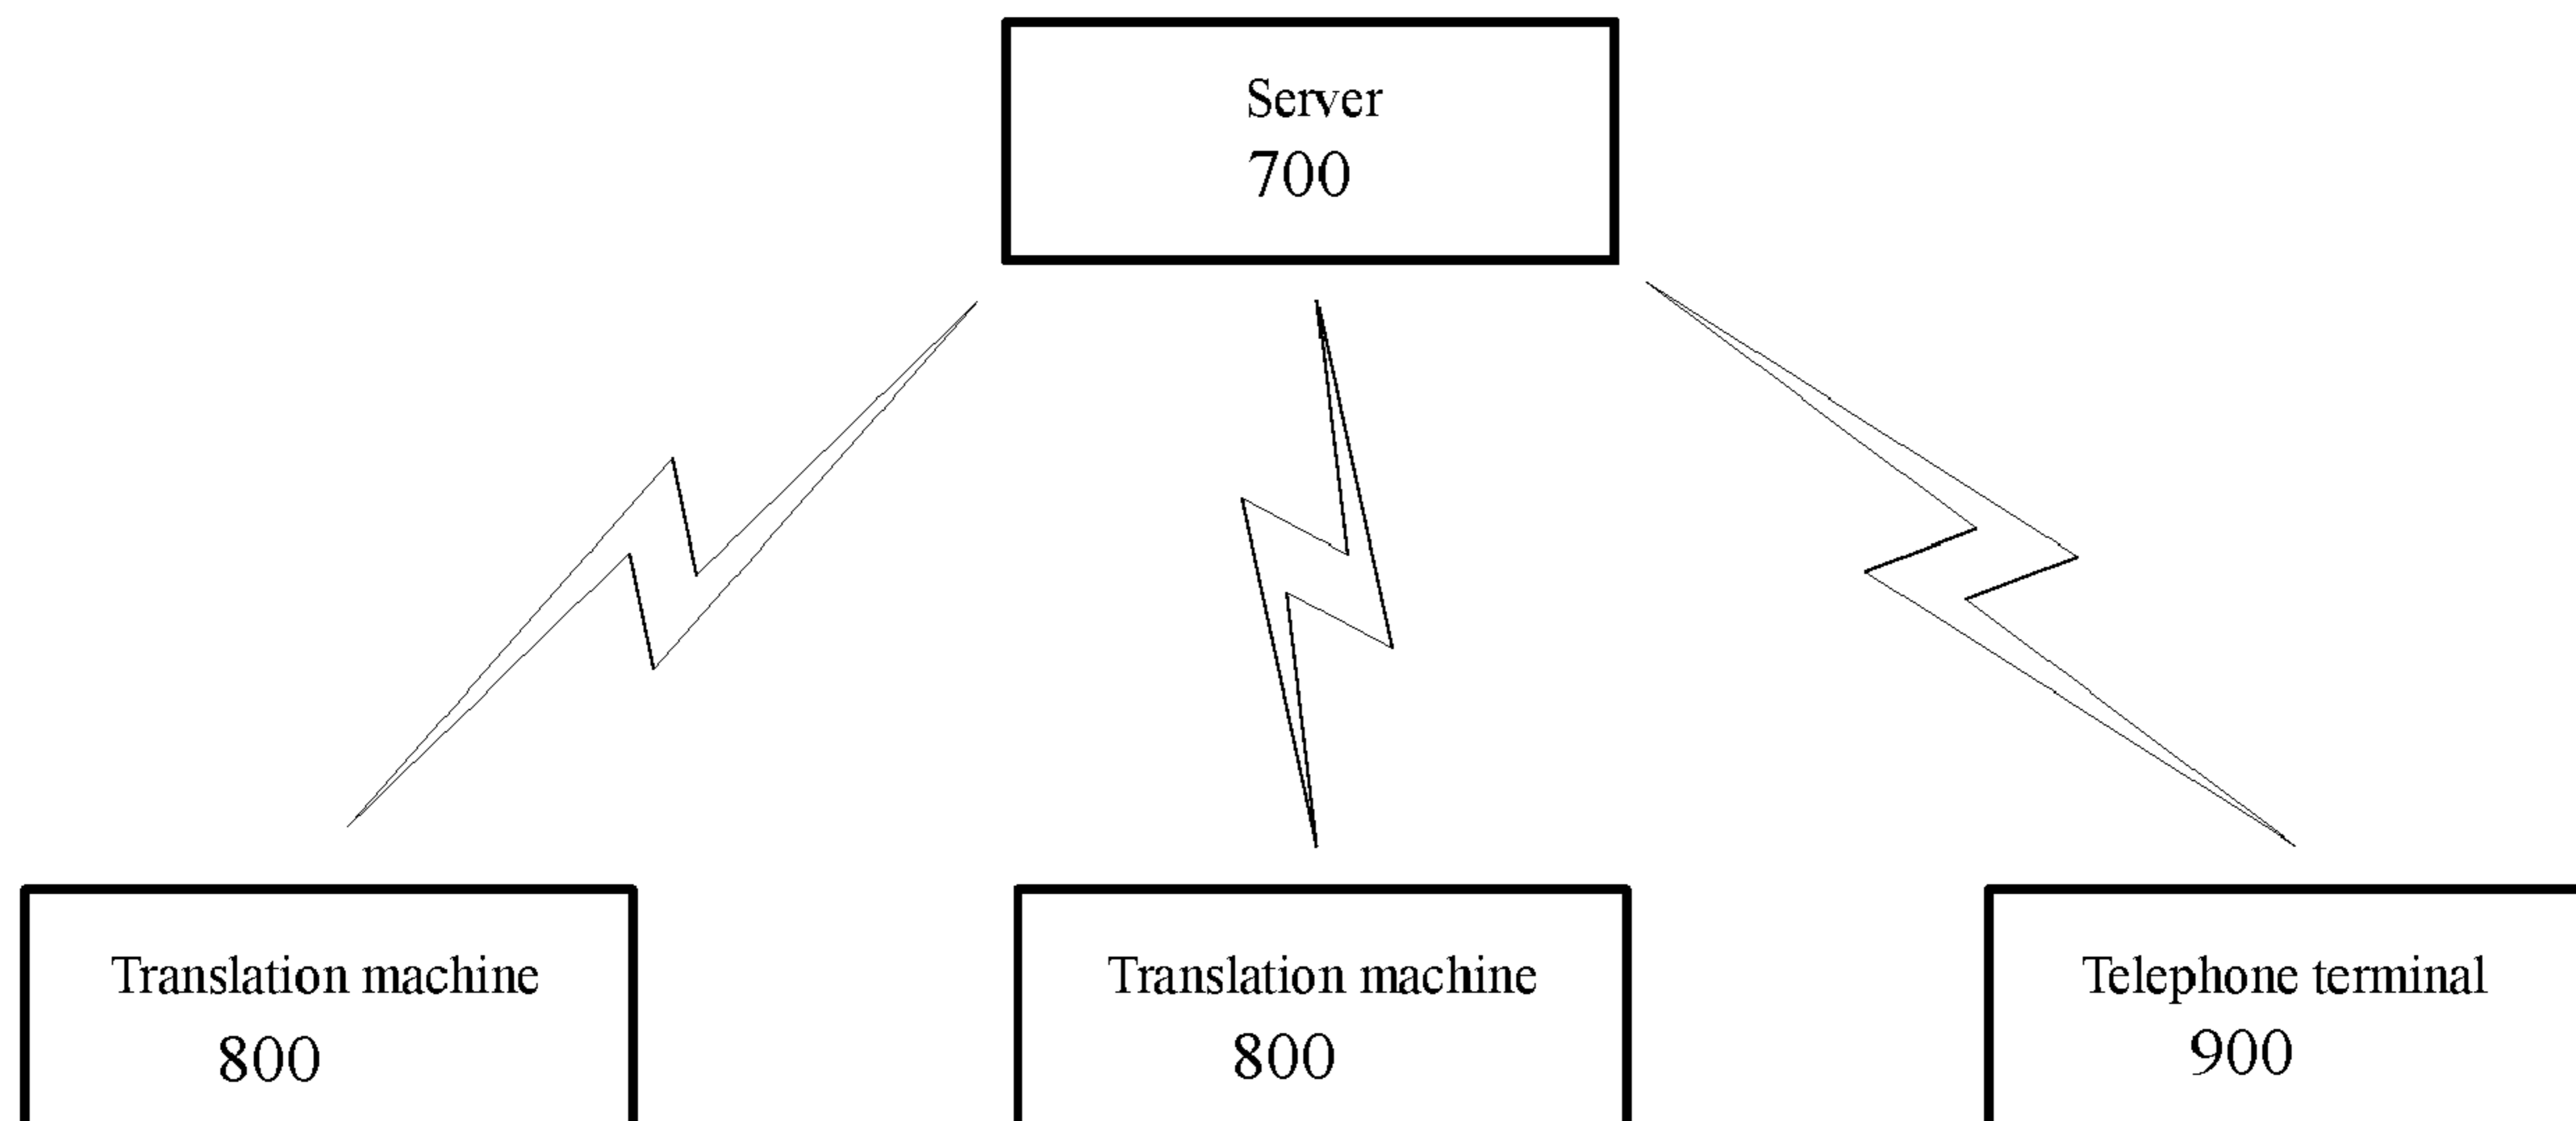 Server
700
Translation machine
800
Translation machine
800
Telephone terminal
900